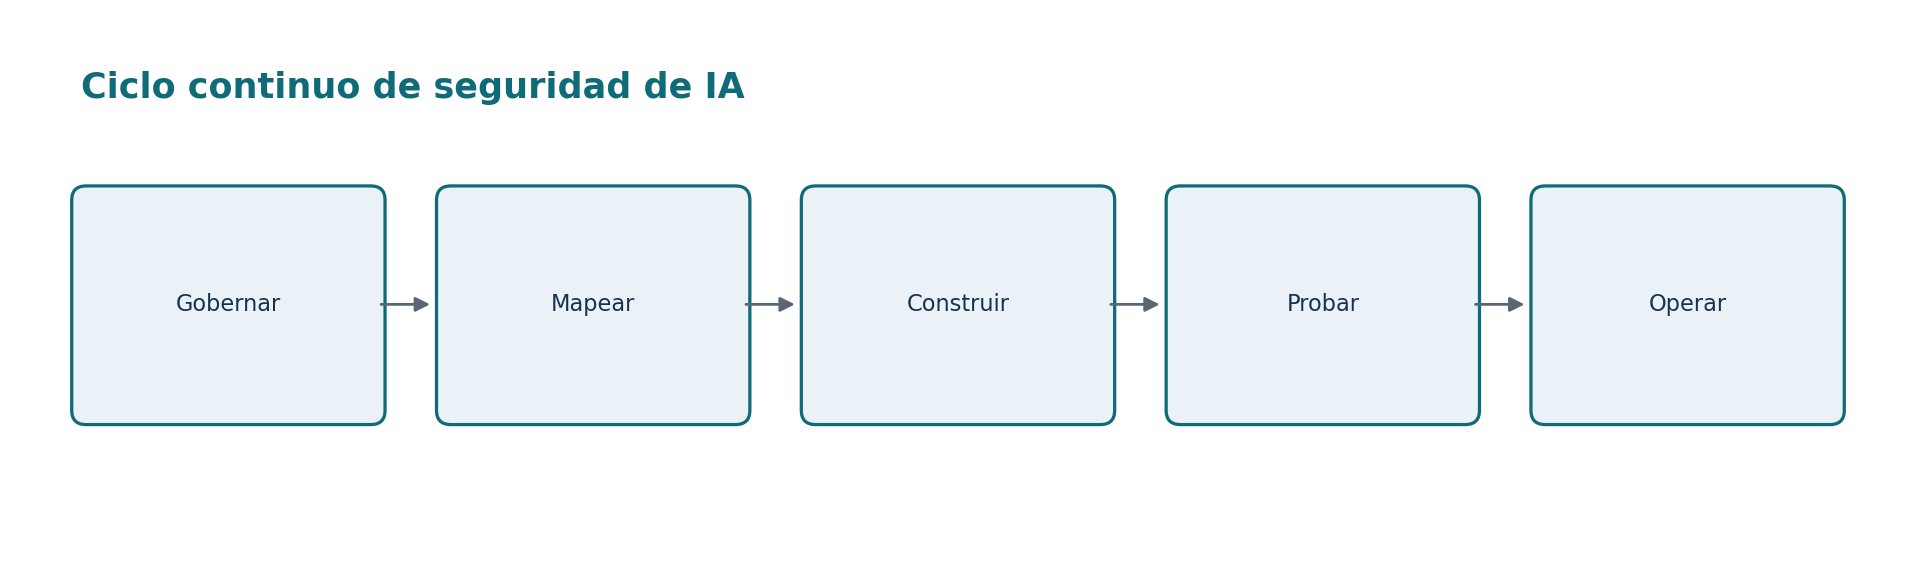 Ciclo continuo de seguridad de IA
Gobernar
Mapear
Construir
Probar
Operar